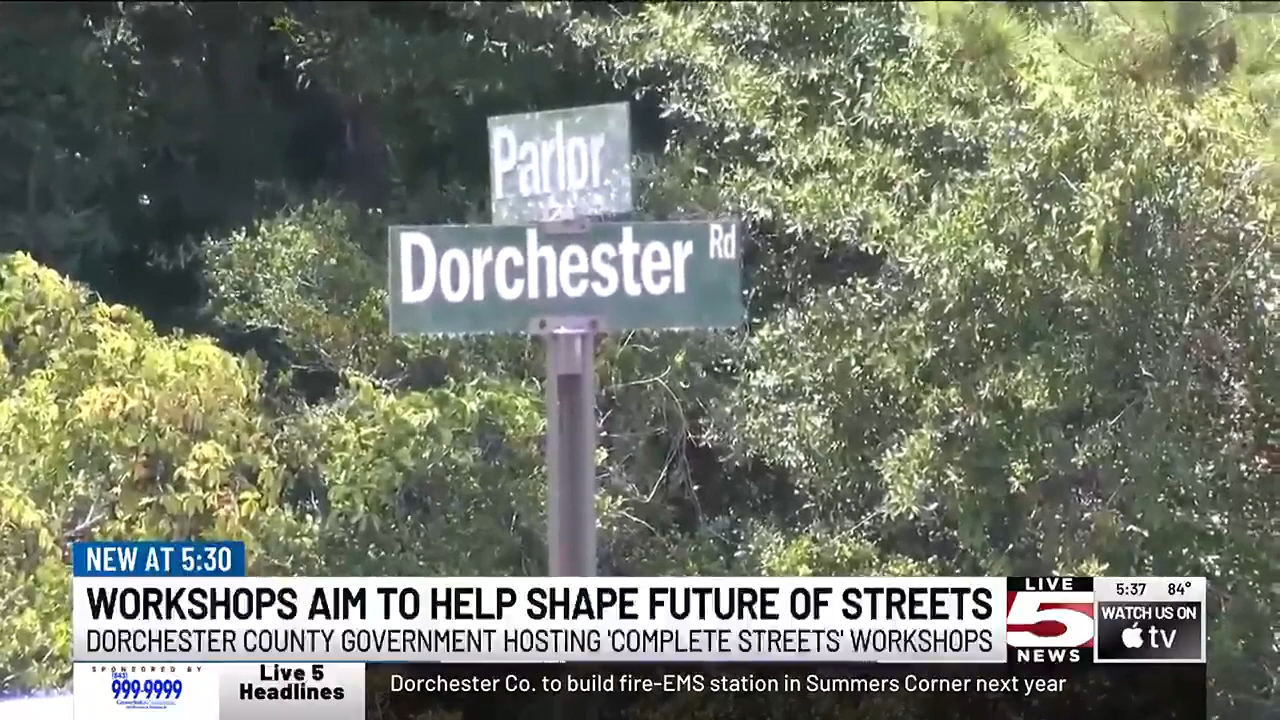 Parlor
Dorchester Rd
NEW AT 5:30
WORKSHOPS AIM TO HELP SHAPE FUTURE OF STREETS
DORCHESTER COUNTY GOVERNMENT HOSTING 'COMPLETE STREETS' WORKSHOPS
LIVE
5
NEWS
5:37 84°
WATCH US ON
tv
SPONSORED BY
(843)
999-9999
Live 5
Headlines
Dorchester Co. to build fire-EMS station in Summers Corner next year